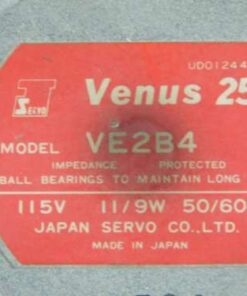 UDO1244
SERVO
Venus 25
MODEL VE2B4
IMPEDANCE PROTECTED
BALL BEARINGS TO MAINTAIN LONG
115V 11/9W 50/60
JAPAN SERVO CO.,LTD.
MADE IN JAPAN